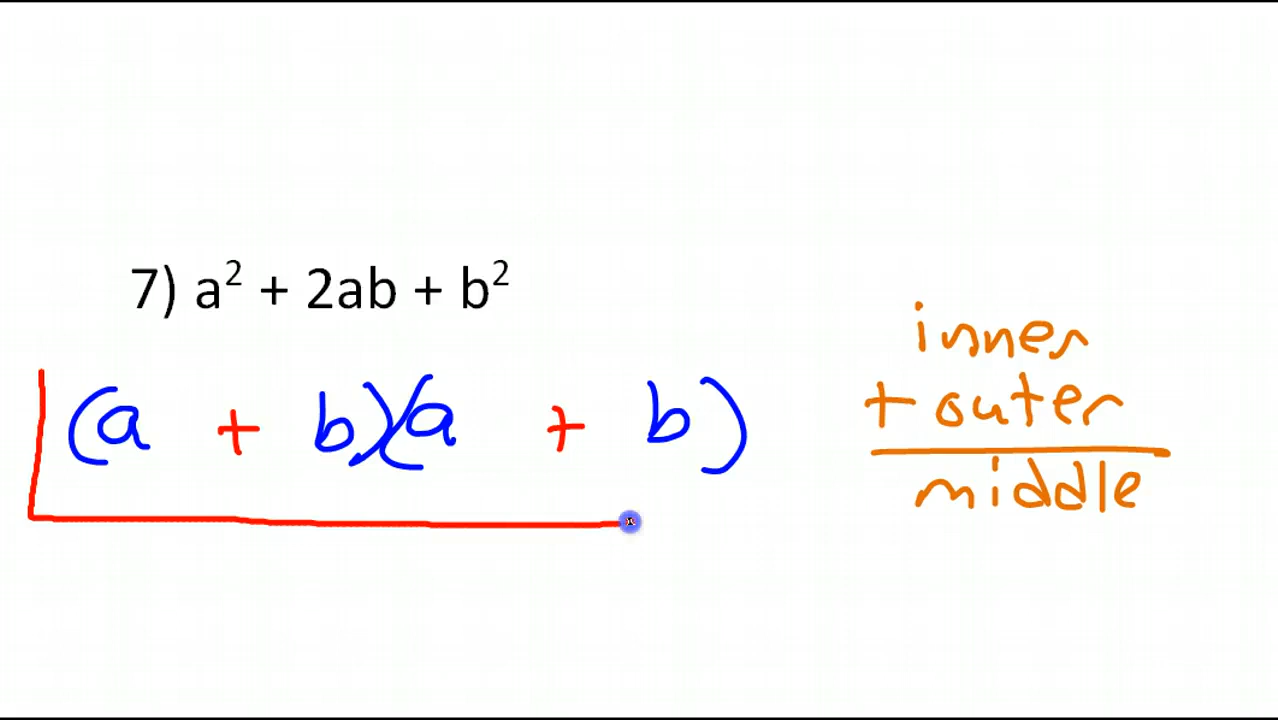 7) a² + 2ab + b²
(a + b)(a + b)
inner
+ outer
middle